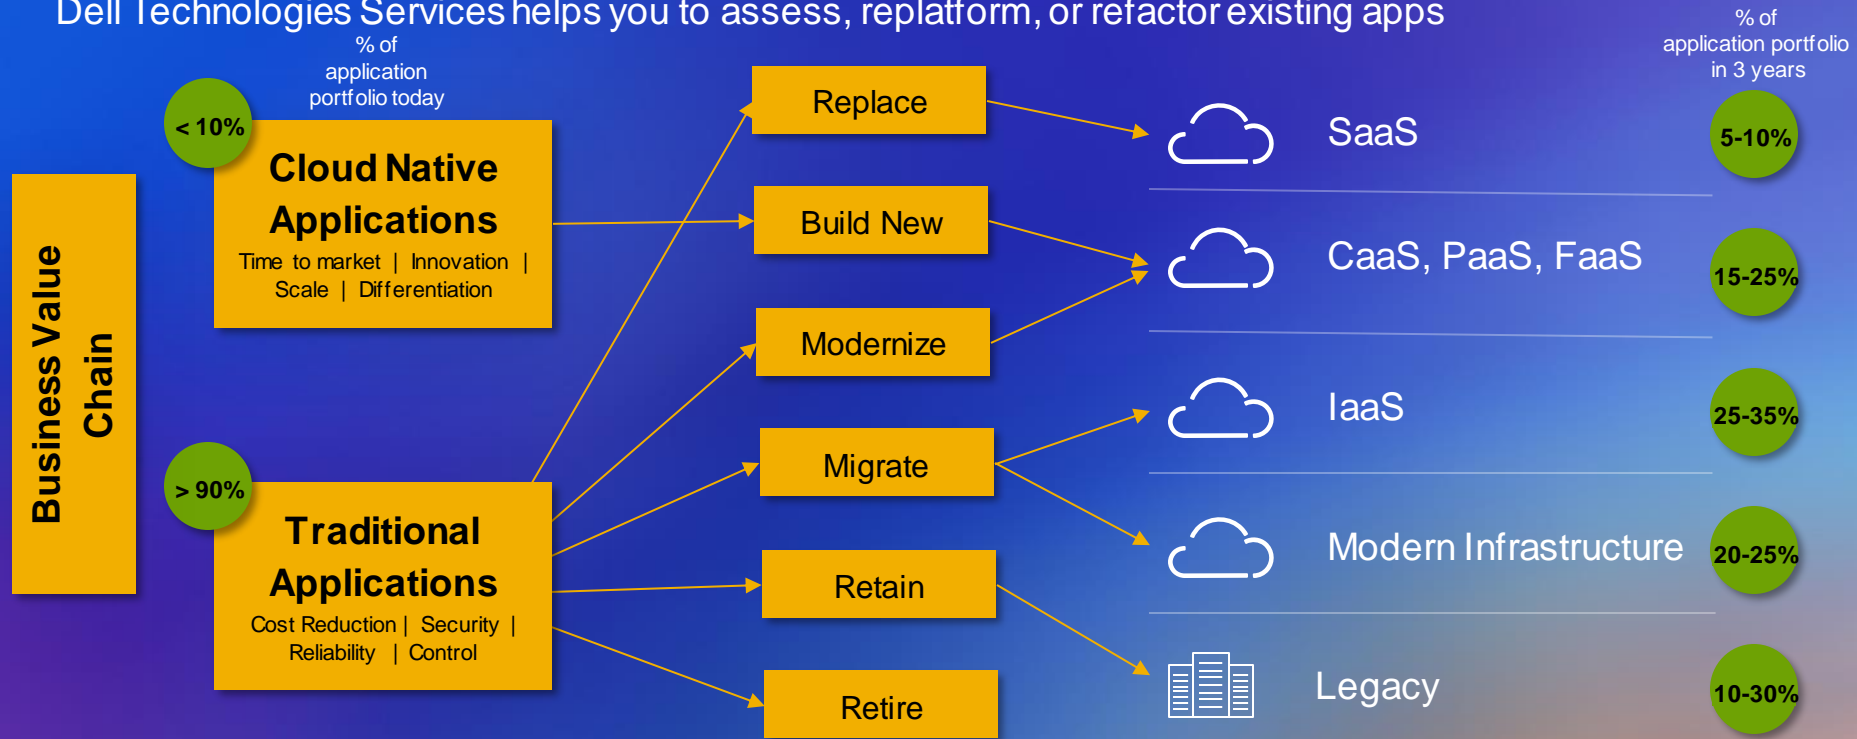 Dell Technologies Services helps you to assess, replatform, or refactor existing apps
% of
application
portfolio today
% of
application portfolio
in 3 years
Business Value
Chain
< 10%
Cloud Native
Applications
Time to market | Innovation |
Scale | Differentiation
> 90%
Traditional
Applications
Cost Reduction | Security |
Reliability | Control
Replace
Build New
Modernize
Migrate
Retain
Retire
SaaS
5-10%
CaaS, PaaS, FaaS
15-25%
IaaS
25-35%
Modern Infrastructure
20-25%
Legacy
10-30%